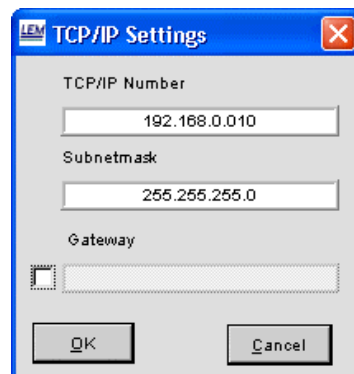 LEM TCP/IP Settings
TCP/IP Number
192.168.0.010
Subnetmask
255.255.255.0
Gateway
OK
Cancel